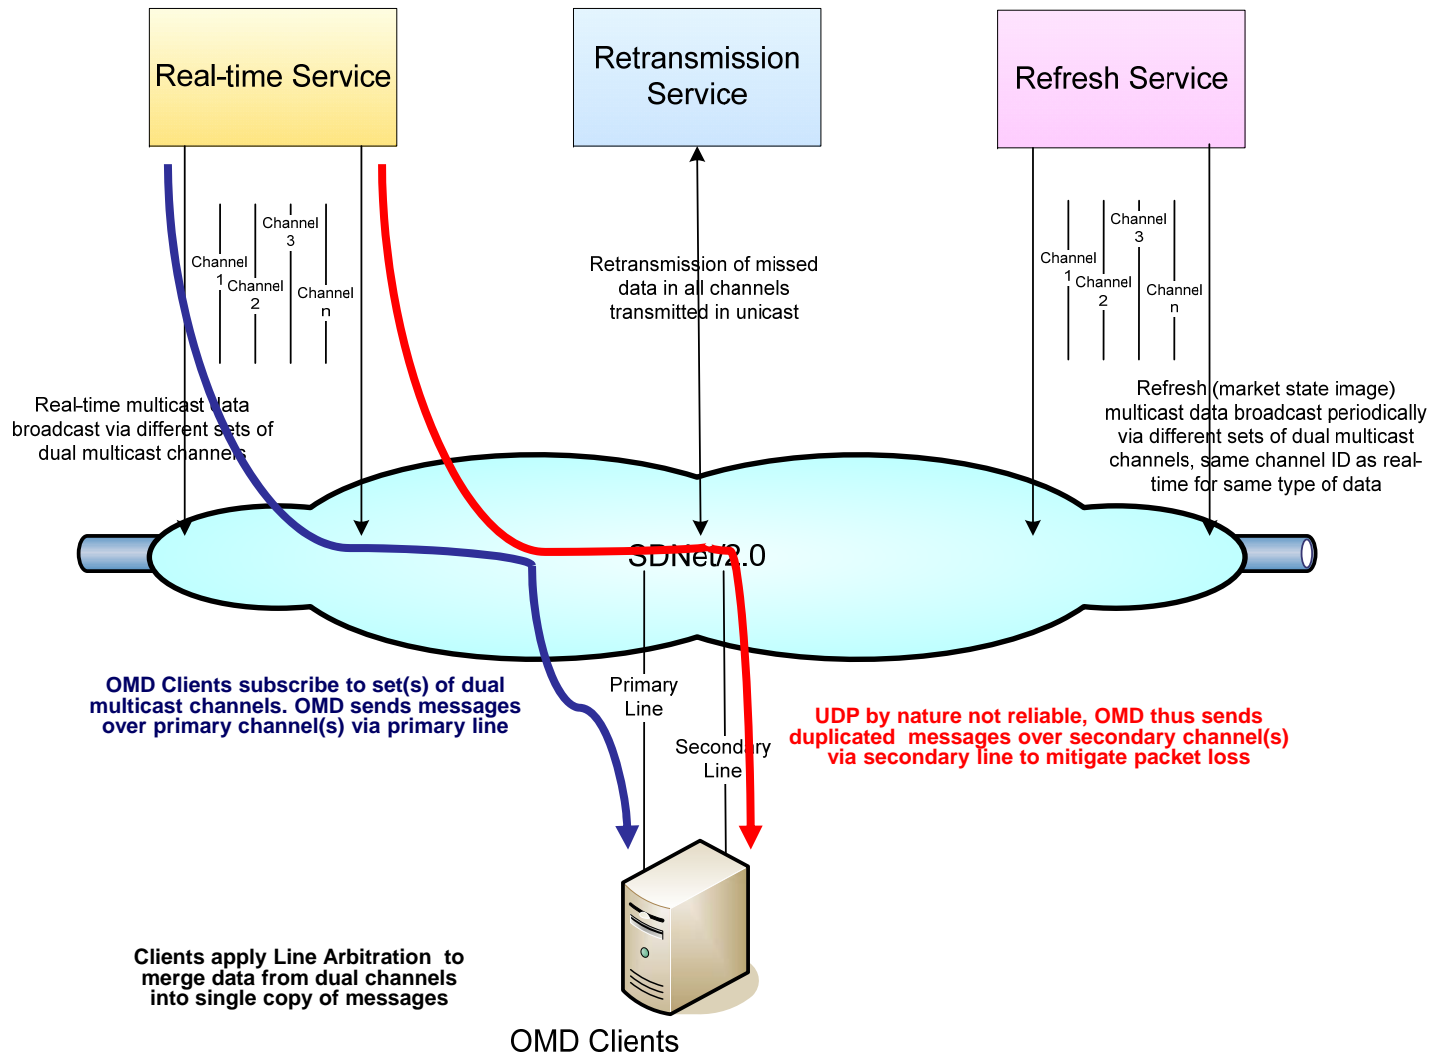 Real-time Service
Retransmission
Service
Refresh Service
Channel
1
Channel
2
Channel
3
Channel
n
Retransmission of missed
data in all channels
transmitted in unicast
Channel
1
Channel
2
Channel
3
Channel
n
Real-time multicast data
broadcast via different sets of
dual multicast channels
Refresh (market state image)
multicast data broadcast periodically
via different sets of dual multicast
channels, same channel ID as real-
time for same type of data
SDNet/2.0
OMD Clients subscribe to set(s) of dual
multicast channels. OMD sends messages
over primary channel(s) via primary line
Primary
Line
Secondary
Line
UDP by nature not reliable, OMD thus sends
duplicated messages over secondary channel(s)
via secondary line to mitigate packet loss
Clients apply Line Arbitration to
merge data from dual channels
into single copy of messages
OMD Clients